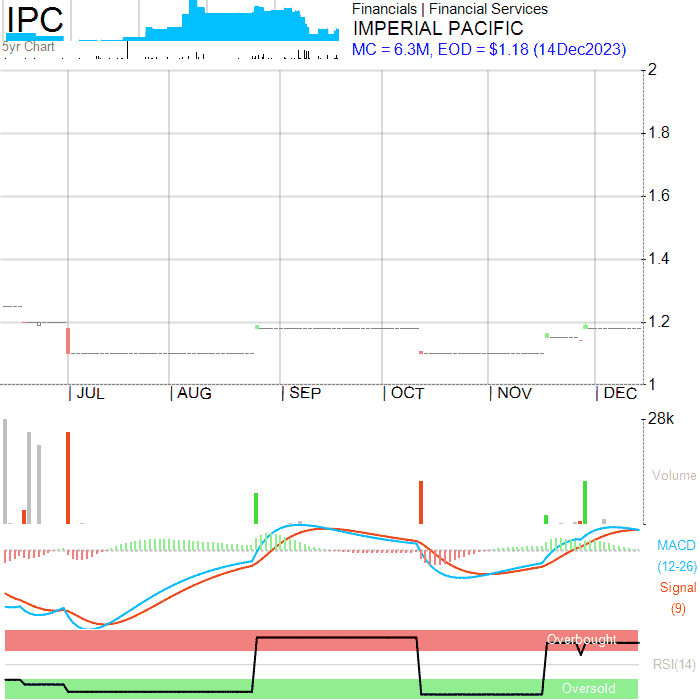 IPC
5yr Chart
Financials | Financial Services
IMPERIAL PACIFIC
MC = 6.3M, EOD = $1.18 (14Dec2023)
2
1.8
1.6
1.4
1.2
1
JUL AUG SEP OCT NOV DEC
28k
Volume
MACD
(12-26)
Signal
(9)
Overbought
RSI(14)
Oversold